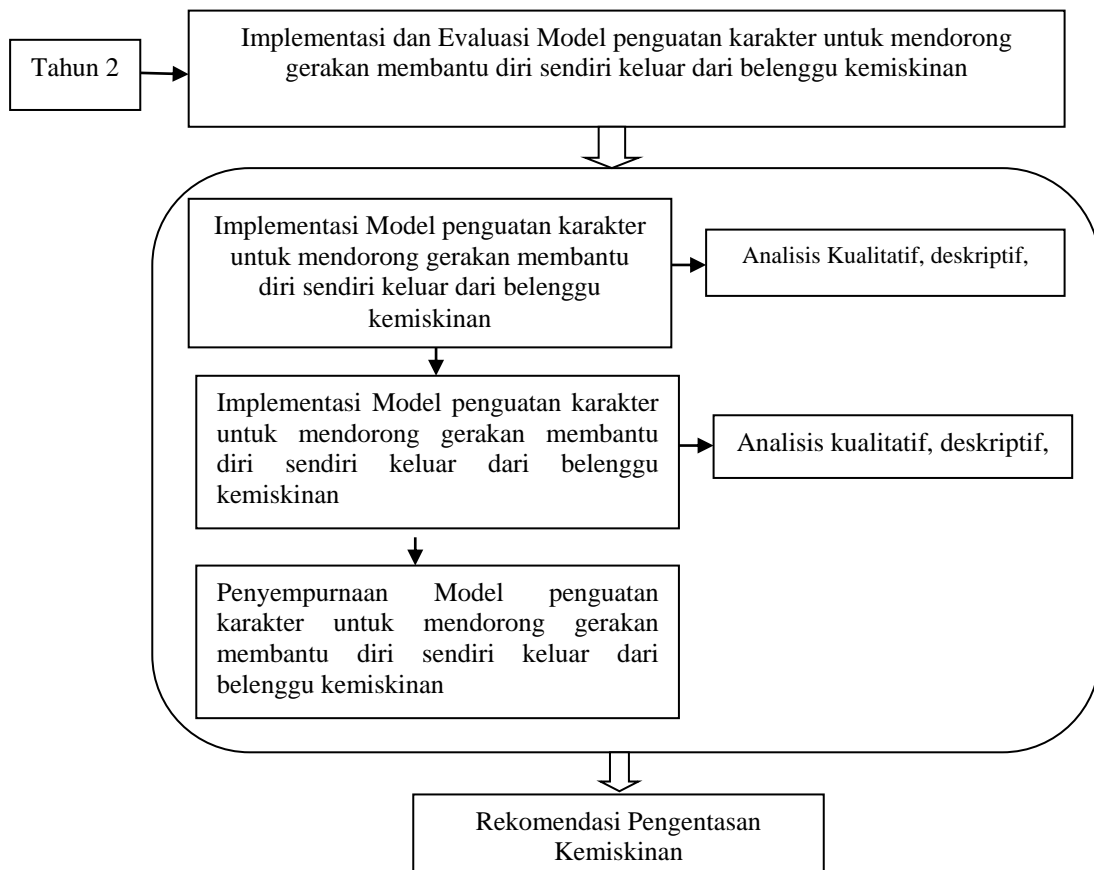 Tahun 2
Implementasi dan Evaluasi Model penguatan karakter untuk mendorong
gerakan membantu diri sendiri keluar dari belenggu kemiskinan
Implementasi Model penguatan karakter
untuk mendorong gerakan membantu
diri sendiri keluar dari belenggu
kemiskinan
Analisis Kualitatif, deskriptif,
Implementasi Model penguatan karakter
untuk mendorong gerakan membantu
diri sendiri keluar dari belenggu
kemiskinan
Analisis kualitatif, deskriptif,
Penyempurnaan Model penguatan
karakter untuk mendorong gerakan
membantu diri sendiri keluar dari
belenggu kemiskinan
Rekomendasi Pengentasan
Kemiskinan